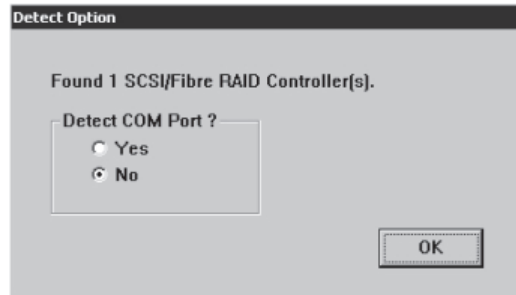 Detect Option
Found 1 SCSI/Fibre RAID Controller(s).
Detect COM Port ?
Yes
No
OK